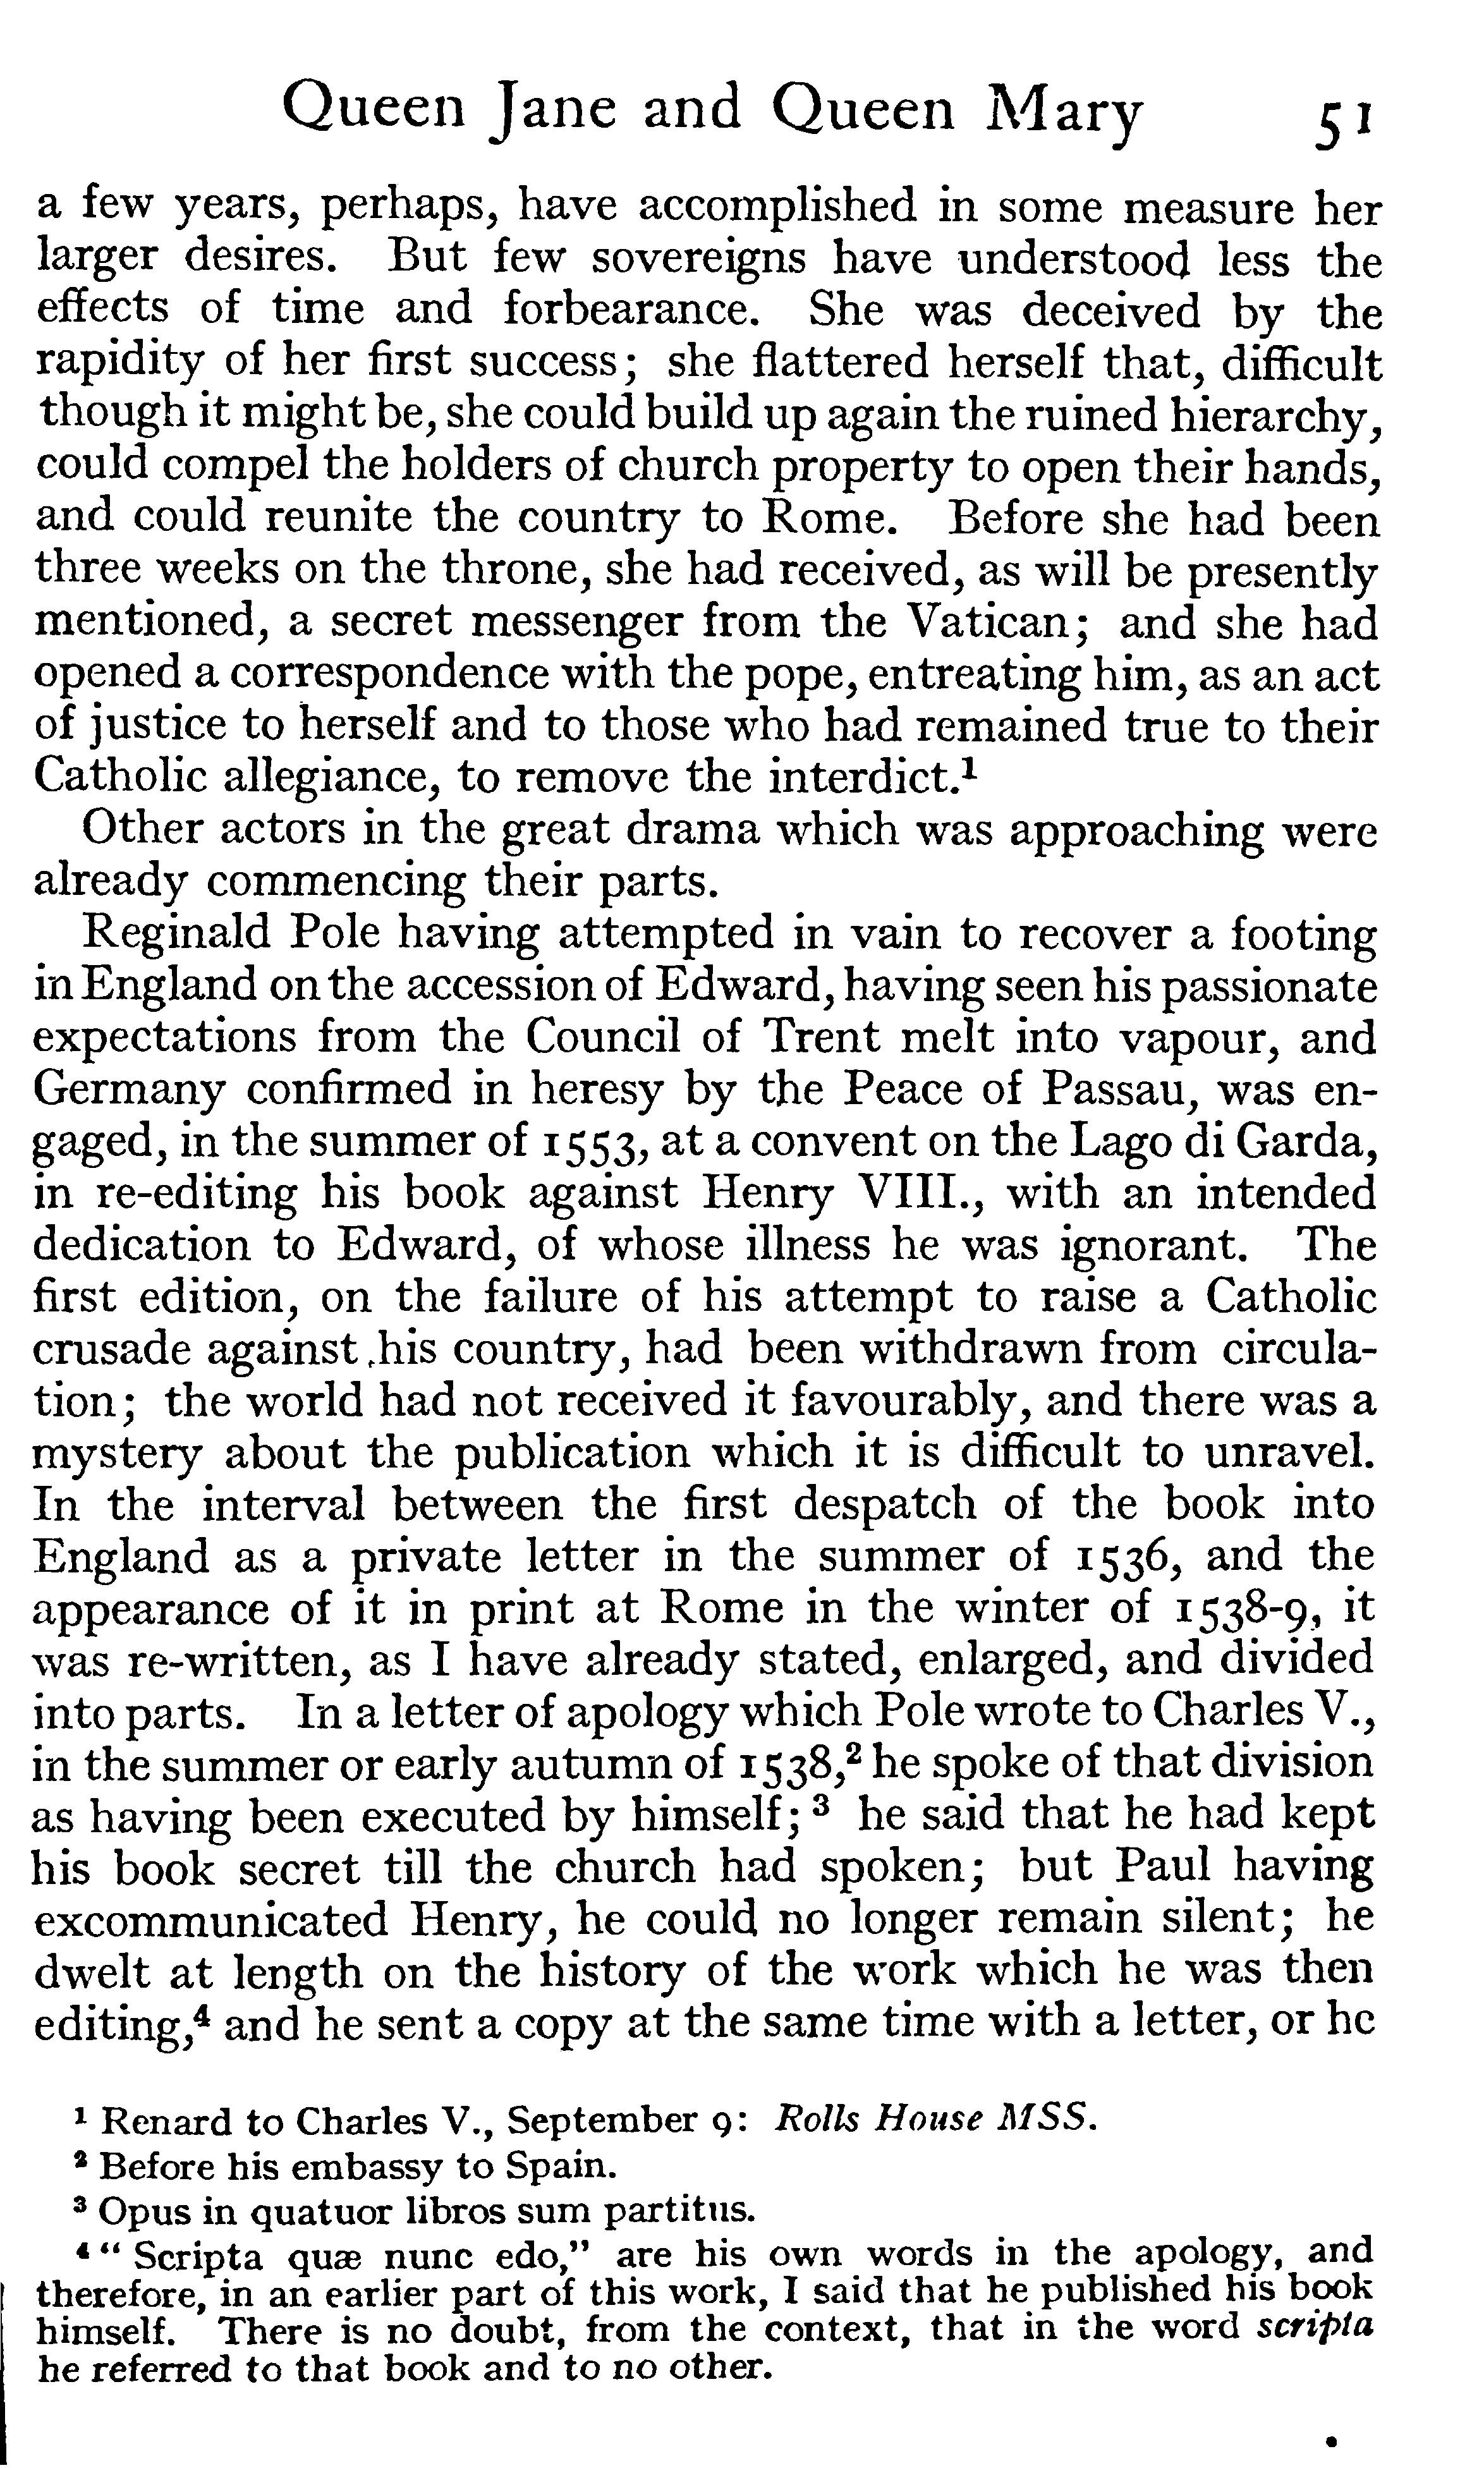 Queen Jane and Queen Mary 51
a few years, perhaps, have accomplished in some measure her
larger desires. But few sovereigns have understood less the
effects of time and forbearance. She was deceived by the
rapidity of her first success; she flattered herself that, difficult
though it might be, she could build up again the ruined hierarchy,
could compel the holders of church property to open their hands,
and could reunite the country to Rome. Before she had been
three weeks on the throne, she had received, as will be presently
mentioned, a secret messenger from the Vatican; and she had
opened a correspondence with the pope, entreating him, as an act
of justice to herself and to those who had remained true to their
Catholic allegiance, to remove the interdict.¹
Other actors in the great drama which was approaching were
already commencing their parts.
Reginald Pole having attempted in vain to recover a footing
in England on the accession of Edward, having seen his passionate
expectations from the Council of Trent melt into vapour, and
Germany confirmed in heresy by the Peace of Passau, was en-
gaged, in the summer of 1553, at a convent on the Lago di Garda,
in re-editing his book against Henry VIII., with an intended
dedication to Edward, of whose illness he was ignorant. The
first edition, on the failure of his attempt to raise a Catholic
crusade against his country, had been withdrawn from circula-
tion; the world had not received it favourably, and there was a
mystery about the publication which it is difficult to unravel.
In the interval between the first despatch of the book into
England as a private letter in the summer of 1536, and the
appearance of it in print at Rome in the winter of 1538-9, it
was re-written, as I have already stated, enlarged, and divided
into parts. In a letter of apology which Pole wrote to Charles V.,
in the summer or early autumn of 1538,² he spoke of that division
as having been executed by himself;³ he said that he had kept
his book secret till the church had spoken; but Paul having
excommunicated Henry, he could no longer remain silent; he
dwelt at length on the history of the work which he was then
editing,⁴ and he sent a copy at the same time with a letter, or he
¹ Renard to Charles V., September 9: Rolls House MSS.
² Before his embassy to Spain.
³ Opus in quatuor libros sum partitus.
⁴ " Scripta quæ nunc edo," are his own words in the apology, and
therefore, in an earlier part of this work, I said that he published his book
himself. There is no doubt, from the context, that in the word scripta
he referred to that book and to no other.